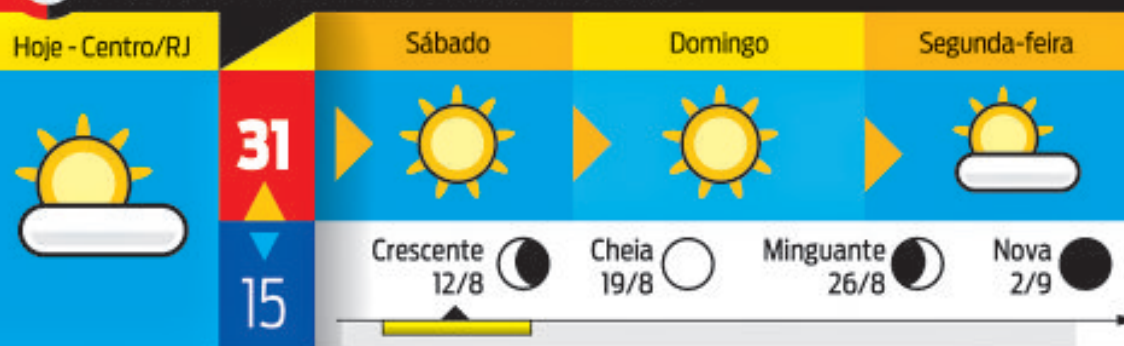 Hoje - Centro/RJ
31
15
Sábado
Domingo
Segunda-feira
Crescente
12/8
Cheia
19/8
Minguante
26/8
Nova
2/9